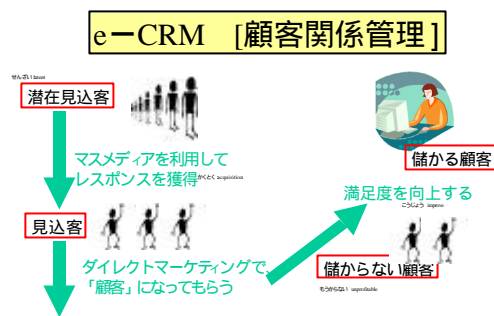 eーCRM [顧客関係管理]
せんざい latent
潜在見込客
マスメディアを利用して
レスポンスを獲得
かくとく acquisition
見込客
ダイレクトマーケティングで、
「顧客」になってもらう
儲かる顧客
満足度を向上する
こうじょう improve
儲からない顧客
もうからない unprofitable